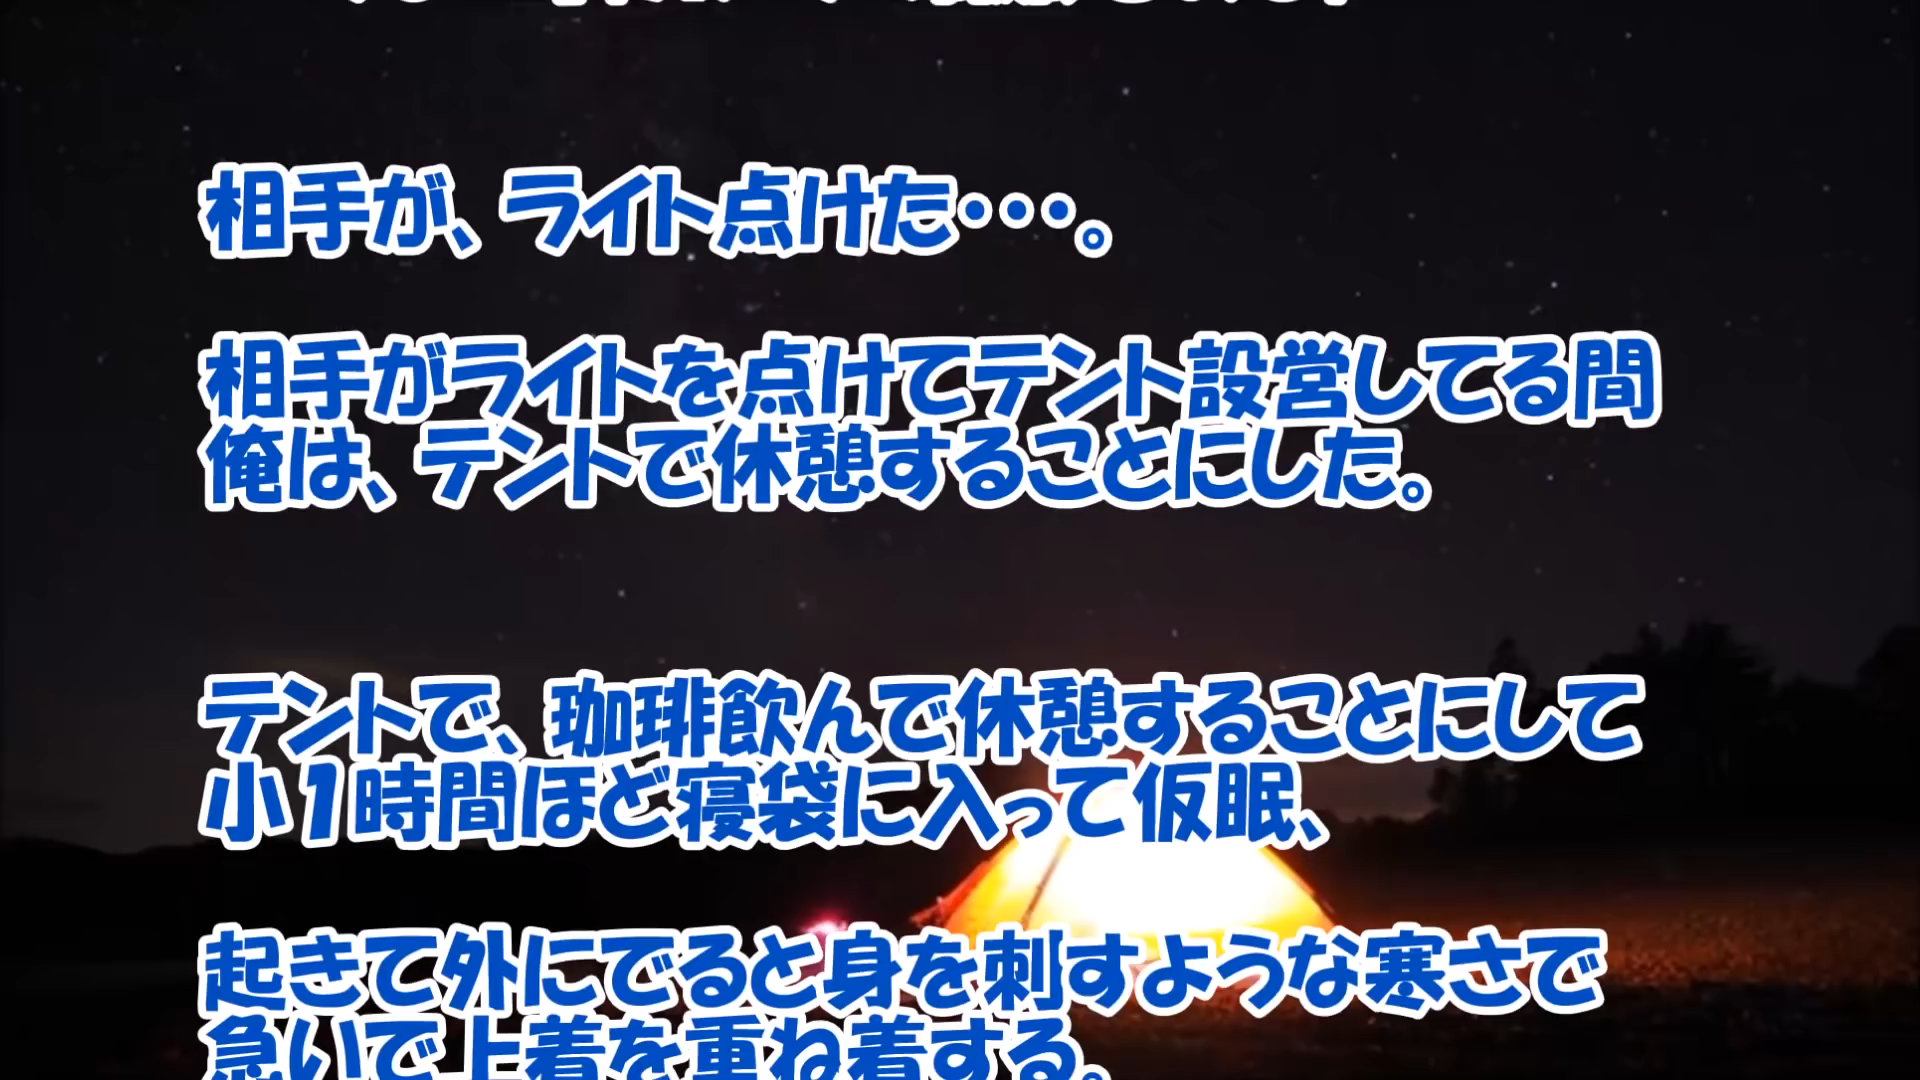 相手が、ライト点けた・・・。
相手がライトを点けてテント設営してる間
俺は、テントで休憩することにした。
テントで、珈琲飲んで休憩することにして
小1時間ほど寝袋に入って仮眠、
起きて外にでると身を刺すような寒さで
急いで上着を重ね着する。